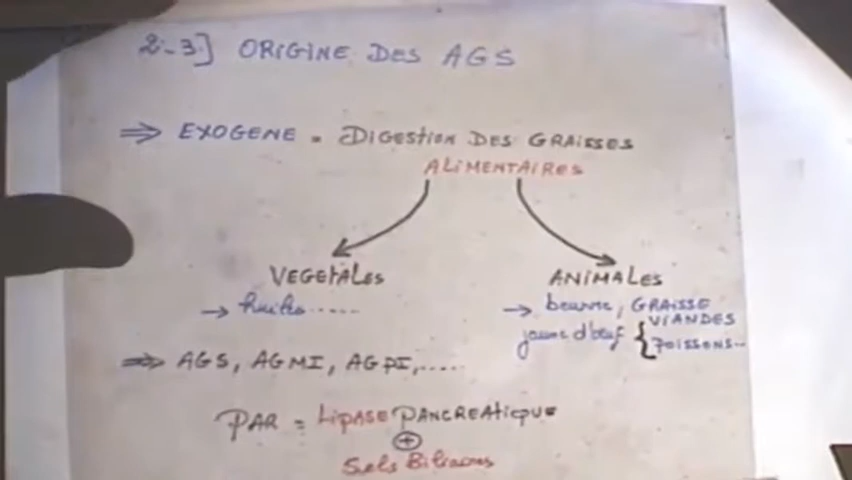 2-3] ORIGINE DES AGS
⇒ EXOGENE = DIGESTION DES GRAISSES
ALIMENTAIRES
VEGETALES
→ huiles.....
ANIMALES
→ beurre, GRAISSE
jaune d'œuf { VIANDES
POISSONS..
⇒ AGS, AGMI, AGPI,.....
PAR = LIPASE PANCREATIQUE
+
Sels Biliaires